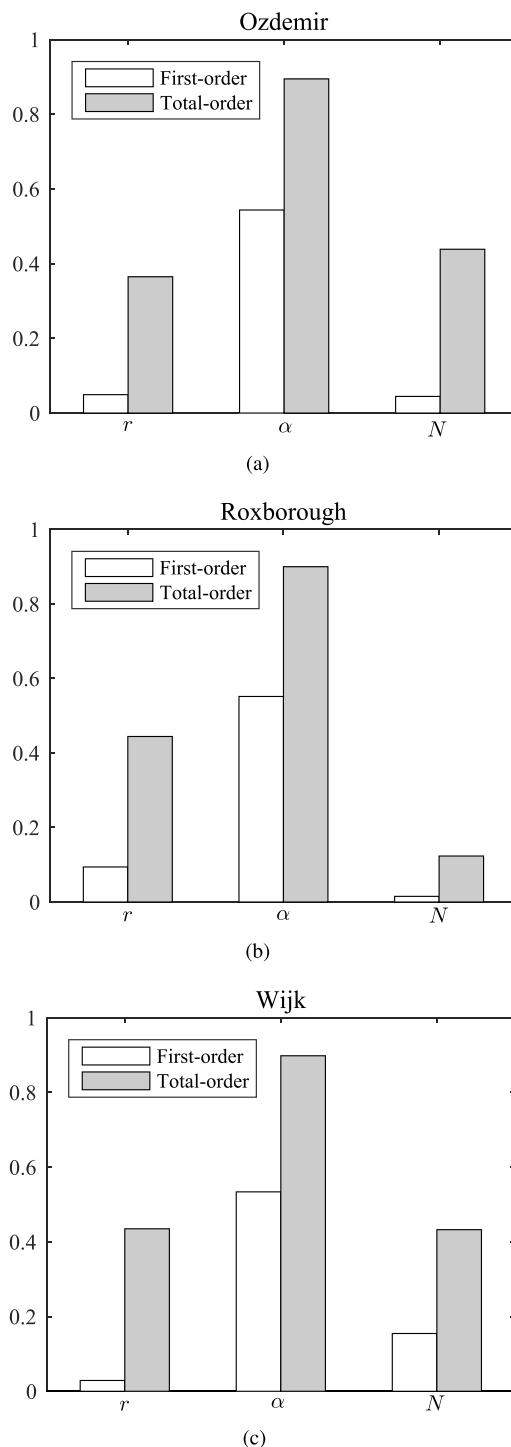 Ozdemir
1
First-order
Total-order
0.8
0.6
0.4
0.2
0
r α N
(a)
Roxborough
1
First-order
Total-order
0.8
0.6
0.4
0.2
0
r α N
(b)
Wijk
1
First-order
Total-order
0.8
0.6
0.4
0.2
0
r α N
(c)